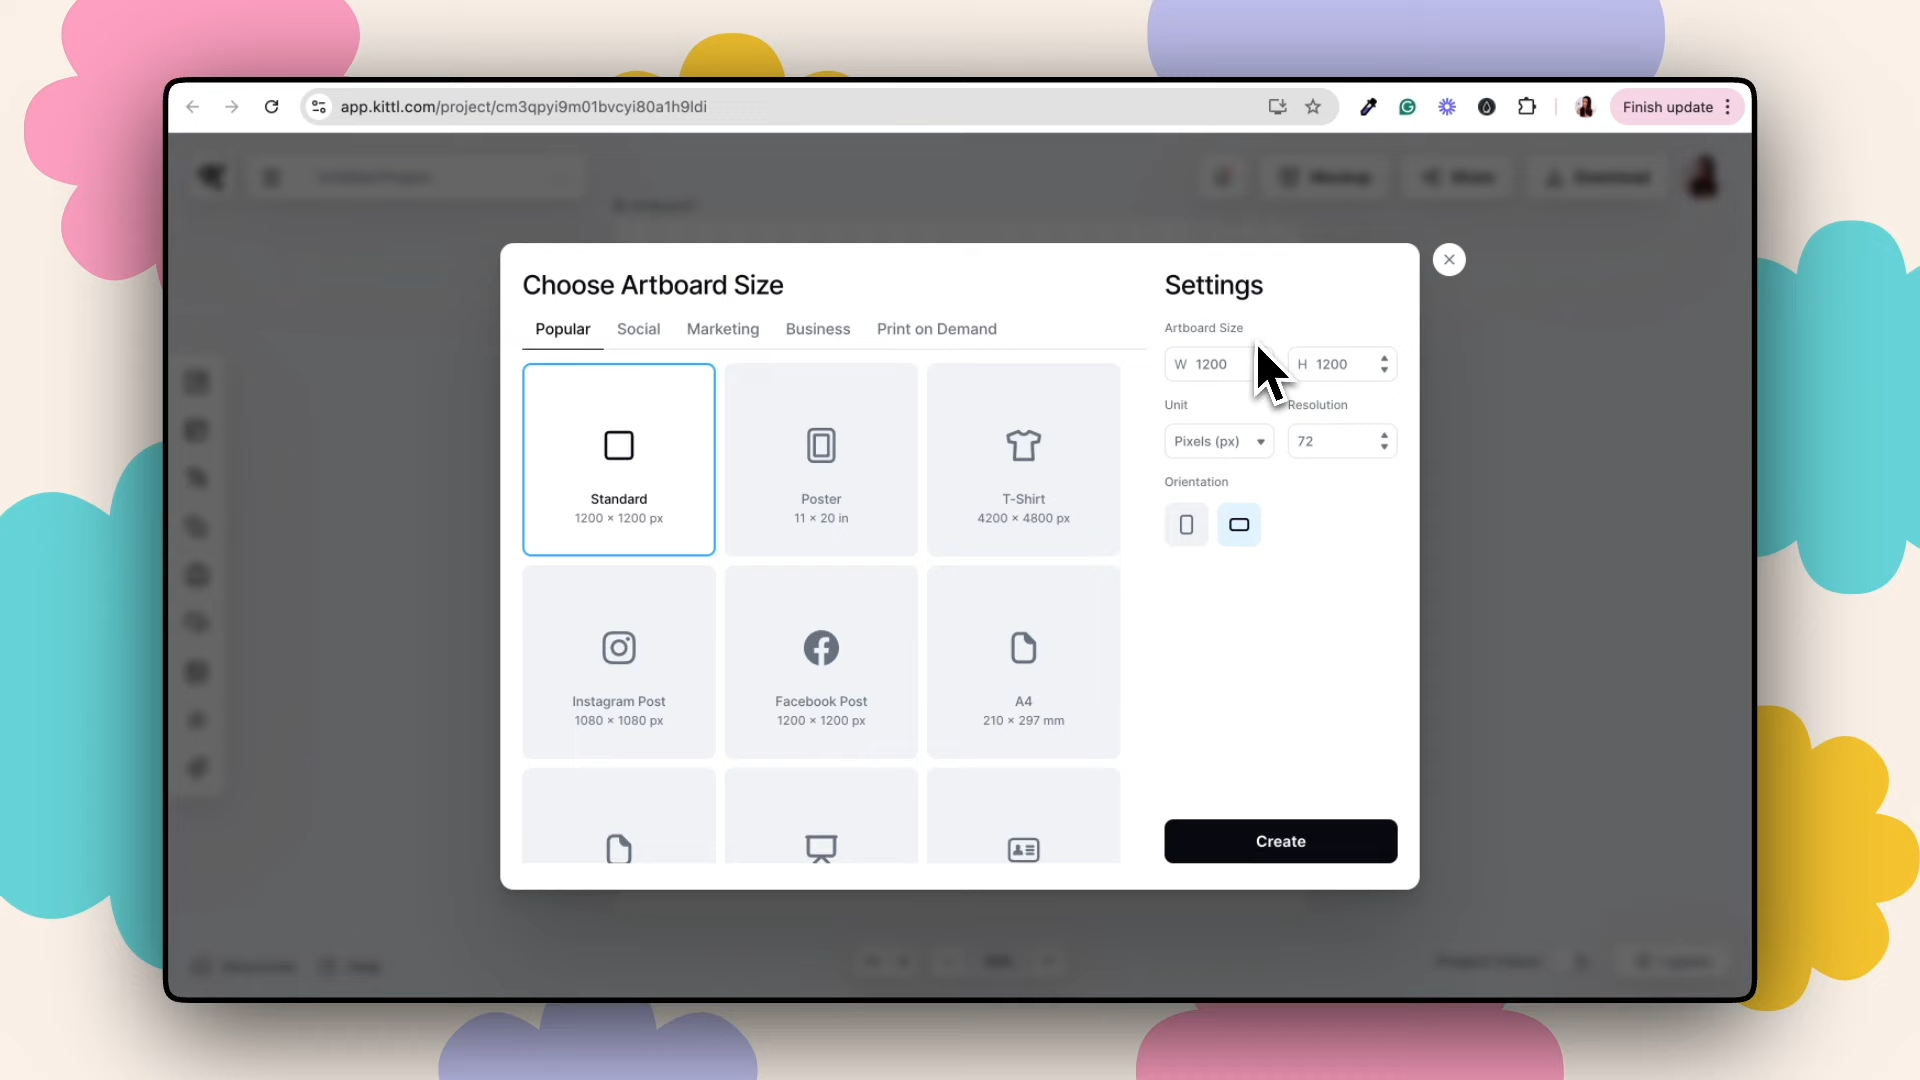 app.kittl.com/project/cm3qpyi9m01bvcyi80a1h9ldi
Finish update
Choose Artboard Size
Popular
Social
Marketing
Business
Print on Demand
Standard
1200 × 1200 px
Poster
11 × 20 in
T-Shirt
4200 × 4800 px
Instagram Post
1080 × 1080 px
Facebook Post
1200 × 1200 px
A4
210 × 297 mm
Settings
Artboard Size
W 1200
H 1200
Unit
Resolution
Pixels (px)
72
Orientation
Create